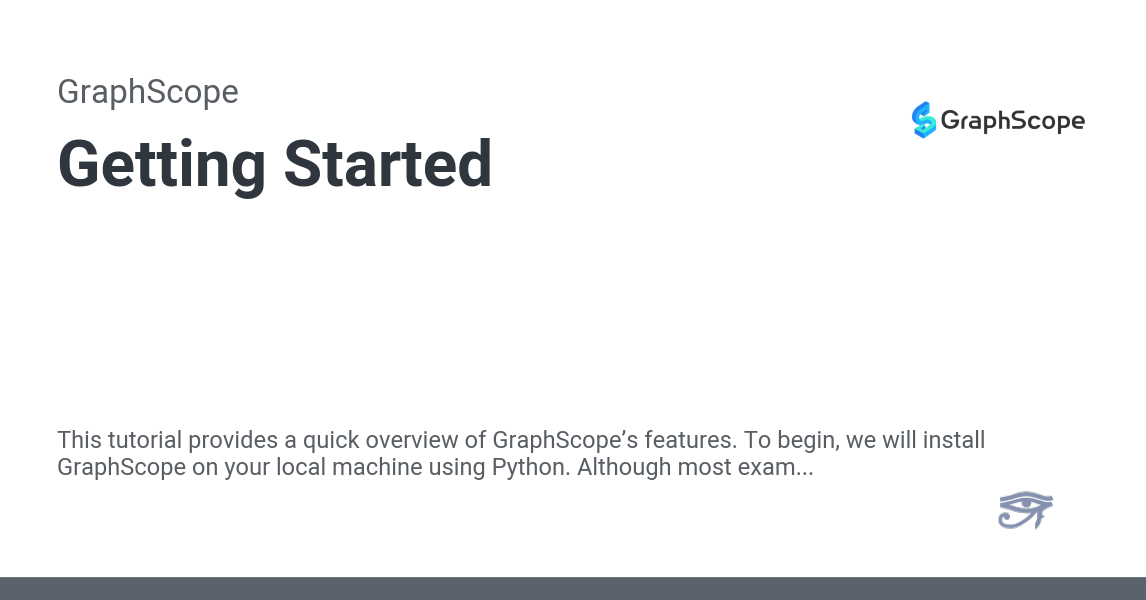 GraphScope
Getting Started
GraphScope
This tutorial provides a quick overview of GraphScope’s features. To begin, we will install
GraphScope on your local machine using Python. Although most exam...